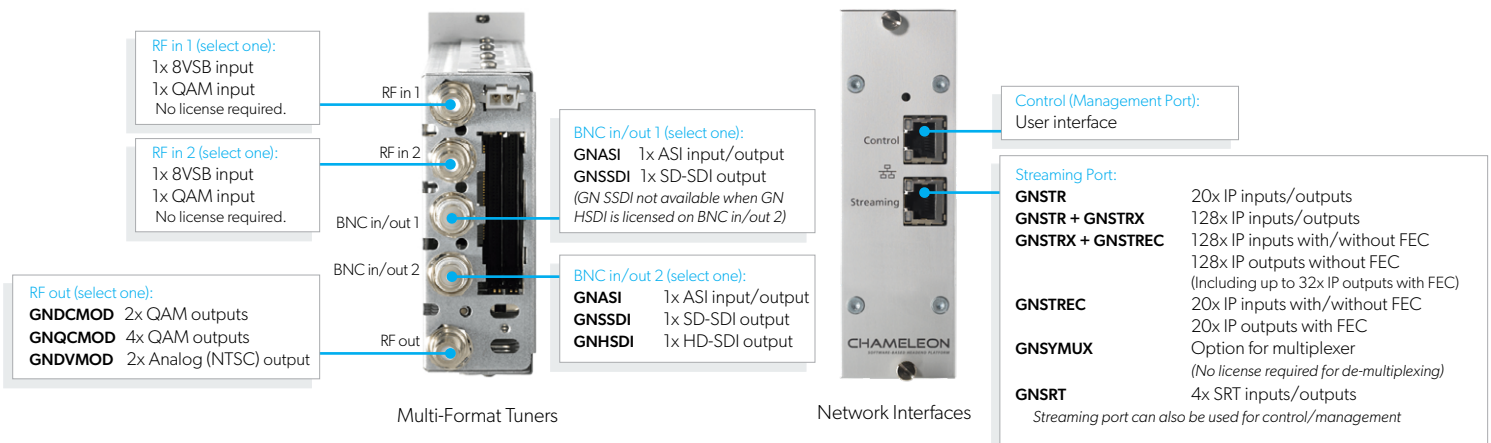 RF in 1 (select one):
1x 8VSB input
1x QAM input
No license required.
RF in 2 (select one):
1x 8VSB input
1x QAM input
No license required.
RF out (select one):
GNDCMOD 2x QAM outputs
GNQCMOD 4x QAM outputs
GNDVMOD 2x Analog (NTSC) output
RF in 1
RF in 2
BNC in/out 1
BNC in/out 2
RF out
BNC in/out 1 (select one):
GNASI 1x ASI input/output
GNSSDI 1x SD-SDI output
(GN SSDI not available when GN
HSDI is licensed on BNC in/out 2)
BNC in/out 2 (select one):
GNASI 1x ASI input/output
GNSSDI 1x SD-SDI output
GNHSDI 1x HD-SDI output
Multi-Format Tuners
Control
Streaming
CHAMELEON
SOFTWARE BASED HEADEND PLATFORM
Network Interfaces
Control (Management Port):
User interface
Streaming Port:
GNSTR 20x IP inputs/outputs
GNSTR + GNSTRX 128x IP inputs/outputs
GNSTRX + GNSTREC 128x IP inputs with/without FEC
128x IP outputs without FEC
(Including up to 32x IP outputs with FEC)
GNSTREC 20x IP inputs with/without FEC
20x IP outputs with FEC
GNSYMUX Option for multiplexer
(No license required for de-multiplexing)
GNSRT 4x SRT inputs/outputs
Streaming port can also be used for control/management